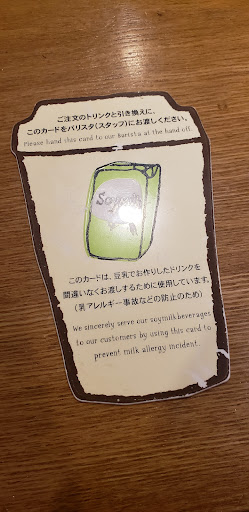 ご注文のドリンクと引き換えに、
このカードをバリスタ(スタッフ)にお渡しください。
Please hand this card to our barista at the hand off.
Soymilk
このカードは、豆乳でお作りしたドリンクを
間違いなくお渡しするために使用しています。
(乳アレルギー事故などの防止のため)
We sincerely serve our soymilk beverages
to our customers by using this card to
prevent milk allergy incident.